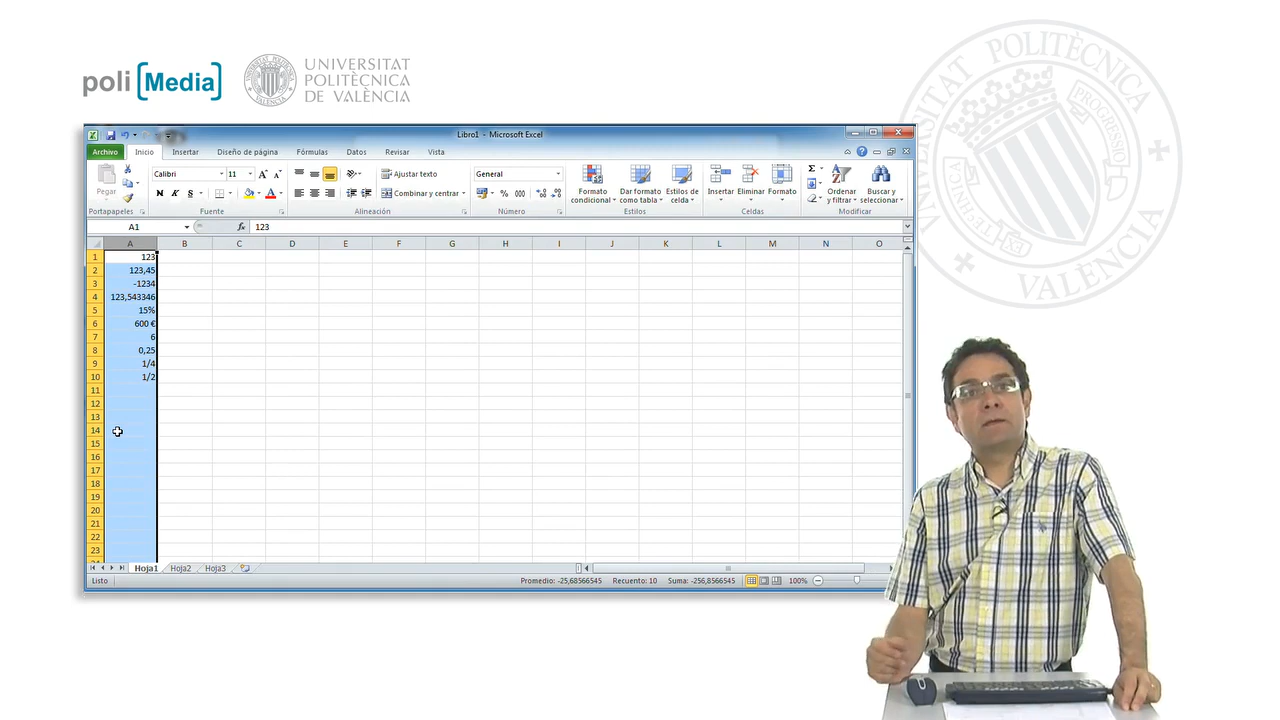 poli [Media]
UNIVERSITAT
POLITÈCNICA
DE VALÈNCIA
UNIVERSITAT POLITÈCNICA
DE VALÈNCIA
Libro1 - Microsoft Excel
Archivo Inicio Insertar Diseño de página Fórmulas Datos Revisar Vista
Calibri 11 A A Ajustar texto General Σ
Pegar N K S Combinar y centrar % 000 Formato condicional Dar formato como tabla Estilos de celda Insertar Eliminar Formato Ordenar y filtrar Buscar y seleccionar
Portapapeles Fuente Alineación Número Estilos Celdas Modificar
A1 fx 123
A B C D E F G H I J K L M N O
1 123
2 123,45
3 -1234
4 123,543346
5 15%
6 600 €
7 6
8 0,25
9 1/4
10 1/2
11
12
13
14
15
16
17
18
19
20
21
22
23
Hoja1 Hoja2 Hoja3
Listo Promedio: -25,68566545 Recuento: 10 Suma: -256,8566545 100%